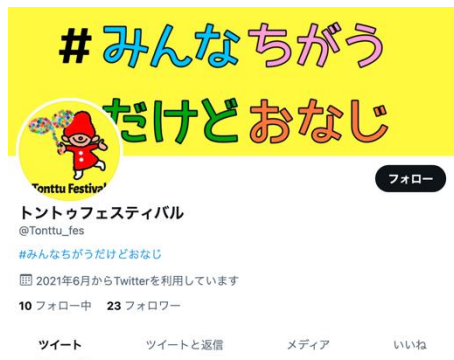 #みんなちがう
だけどおなじ
Tonttu Festival
フォロー
トントゥフェスティバル
@Tonttu_fes
#みんなちがうだけどおなじ
2021年6月からTwitterを利用しています
10 フォロー中 23 フォロワー
ツイート ツイートと返信 メディア いいね